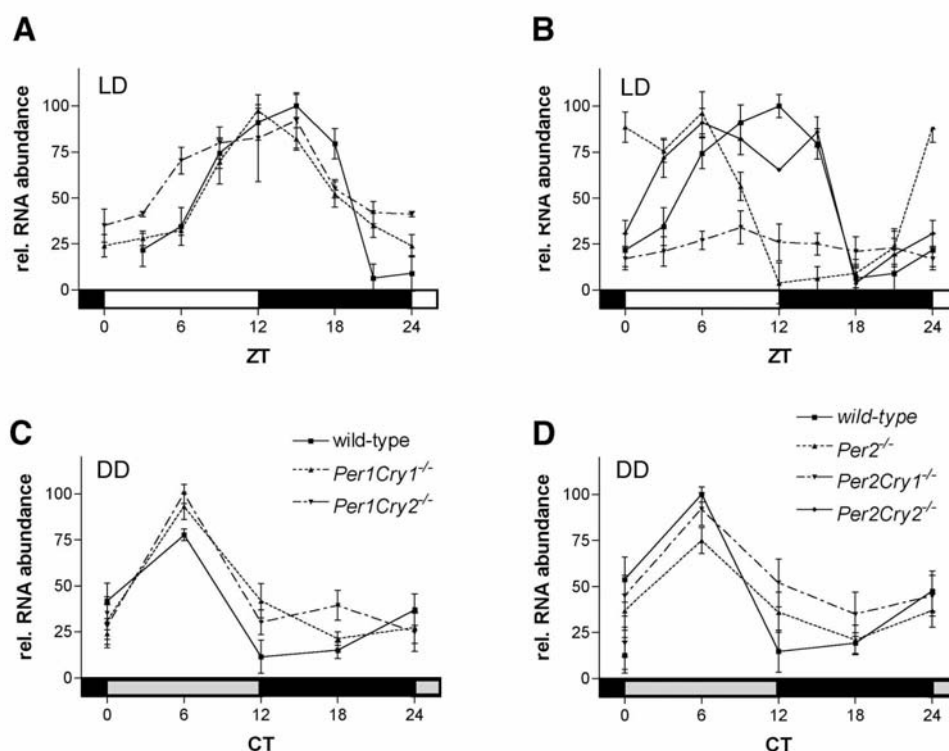 A
LD
rel. RNA abundance
100
75
50
25
0
0 6 12 18 24
ZT
B
LD
rel. RNA abundance
100
75
50
25
0
0 6 12 18 24
ZT
C
DD
wild-type
Per1Cry1-/-
Per1Cry2-/-
rel. RNA abundance
100
75
50
25
0
0 6 12 18 24
CT
D
DD
wild-type
Per2-/-
Per2Cry1-/-
Per2Cry2-/-
rel. RNA abundance
100
75
50
25
0
0 6 12 18 24
CT